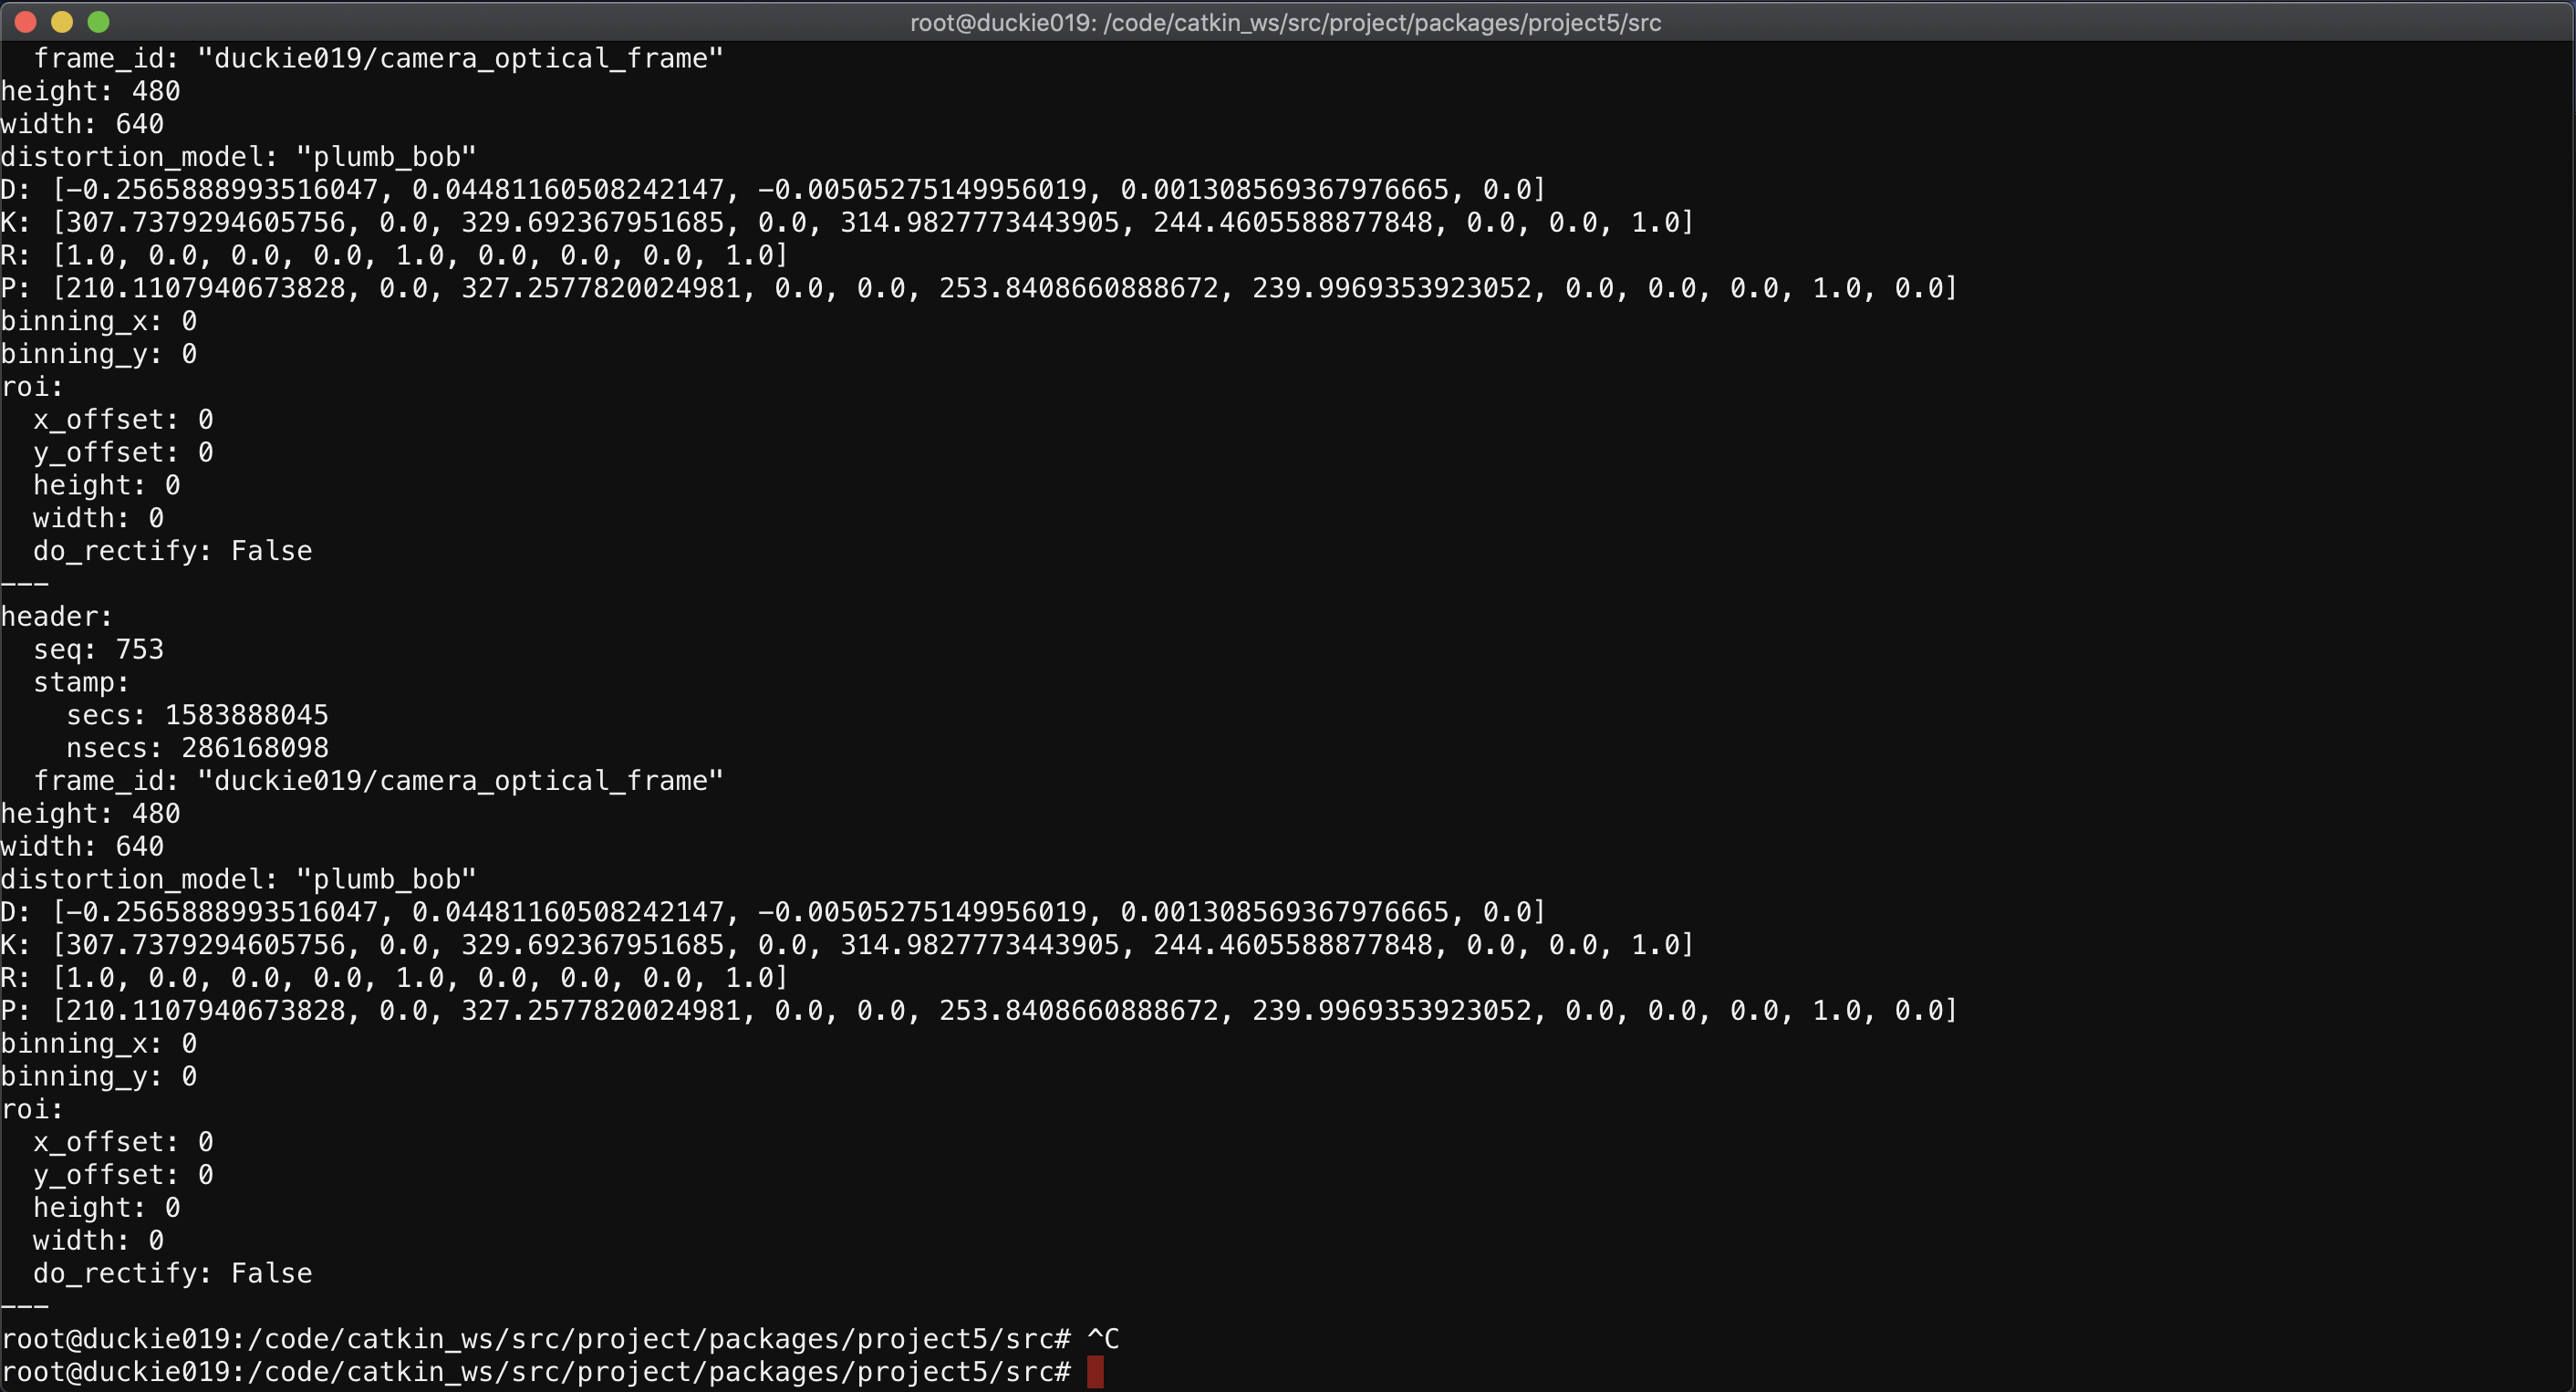 root@duckie019: /code/catkin_ws/src/project/packages/project5/src
  frame_id: "duckie019/camera_optical_frame"
height: 480
width: 640
distortion_model: "plumb_bob"
D: [-0.2565888993516047, 0.04481160508242147, -0.00505275149956019, 0.001308569367976665, 0.0]
K: [307.7379294605756, 0.0, 329.692367951685, 0.0, 314.9827773443905, 244.4605588877848, 0.0, 0.0, 1.0]
R: [1.0, 0.0, 0.0, 0.0, 1.0, 0.0, 0.0, 0.0, 1.0]
P: [210.1107940673828, 0.0, 327.2577820024981, 0.0, 0.0, 253.8408660888672, 239.9969353923052, 0.0, 0.0, 0.0, 1.0, 0.0]
binning_x: 0
binning_y: 0
roi:
  x_offset: 0
  y_offset: 0
  height: 0
  width: 0
  do_rectify: False
---
header:
  seq: 753
  stamp:
    secs: 1583888045
    nsecs: 286168098
  frame_id: "duckie019/camera_optical_frame"
height: 480
width: 640
distortion_model: "plumb_bob"
D: [-0.2565888993516047, 0.04481160508242147, -0.00505275149956019, 0.001308569367976665, 0.0]
K: [307.7379294605756, 0.0, 329.692367951685, 0.0, 314.9827773443905, 244.4605588877848, 0.0, 0.0, 1.0]
R: [1.0, 0.0, 0.0, 0.0, 1.0, 0.0, 0.0, 0.0, 1.0]
P: [210.1107940673828, 0.0, 327.2577820024981, 0.0, 0.0, 253.8408660888672, 239.9969353923052, 0.0, 0.0, 0.0, 1.0, 0.0]
binning_x: 0
binning_y: 0
roi:
  x_offset: 0
  y_offset: 0
  height: 0
  width: 0
  do_rectify: False
---
root@duckie019:/code/catkin_ws/src/project/packages/project5/src# ^C
root@duckie019:/code/catkin_ws/src/project/packages/project5/src#